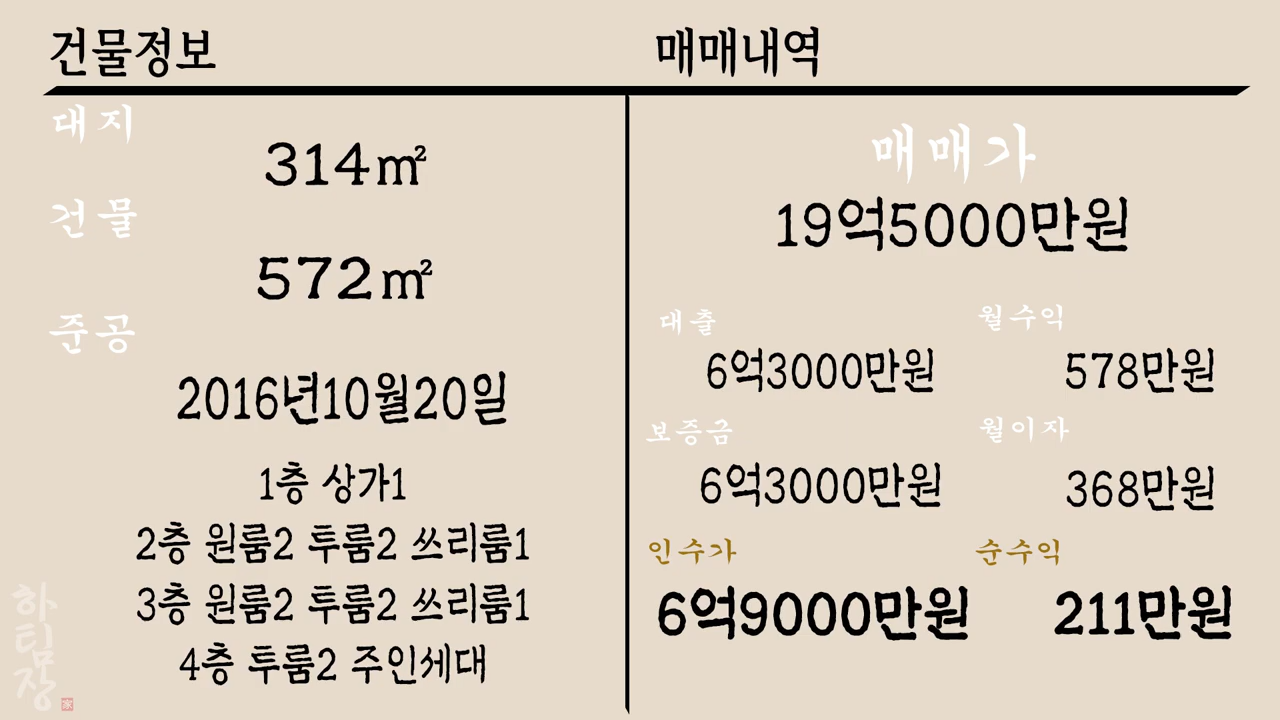 건물정보
대지
314㎡
건물
572㎡
준공
2016년10월20일
1층 상가1
2층 원룸2 투룸2 쓰리룸1
3층 원룸2 투룸2 쓰리룸1
4층 투룸2 주인세대
하팀장
매매내역
매매가
19억5000만원
대출
6억3000만원
월수익
578만원
보증금
6억3000만원
월이자
368만원
인수가
6억9000만원
순수익
211만원